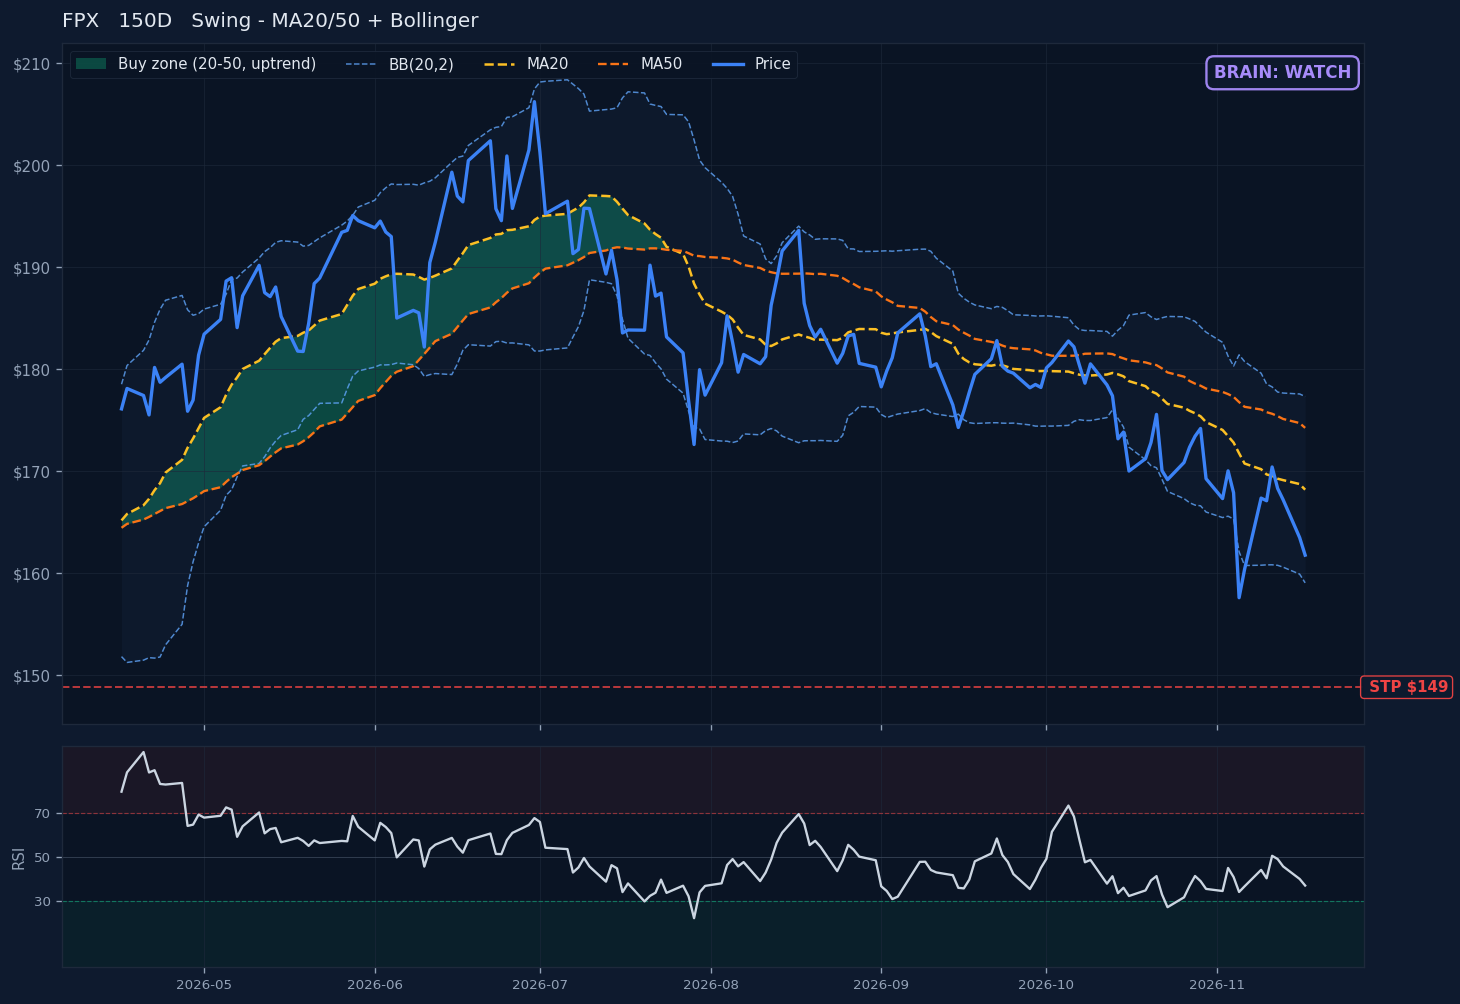 FPX 150D Swing - MA20/50 + Bollinger
Buy zone (20-50, uptrend) BB(20,2) MA20 MA50 Price
BRAIN: WATCH
$210
$200
$190
$180
$170
$160
$150
STP $149
RSI
70
50
30
2026-05 2026-06 2026-07 2026-08 2026-09 2026-10 2026-11